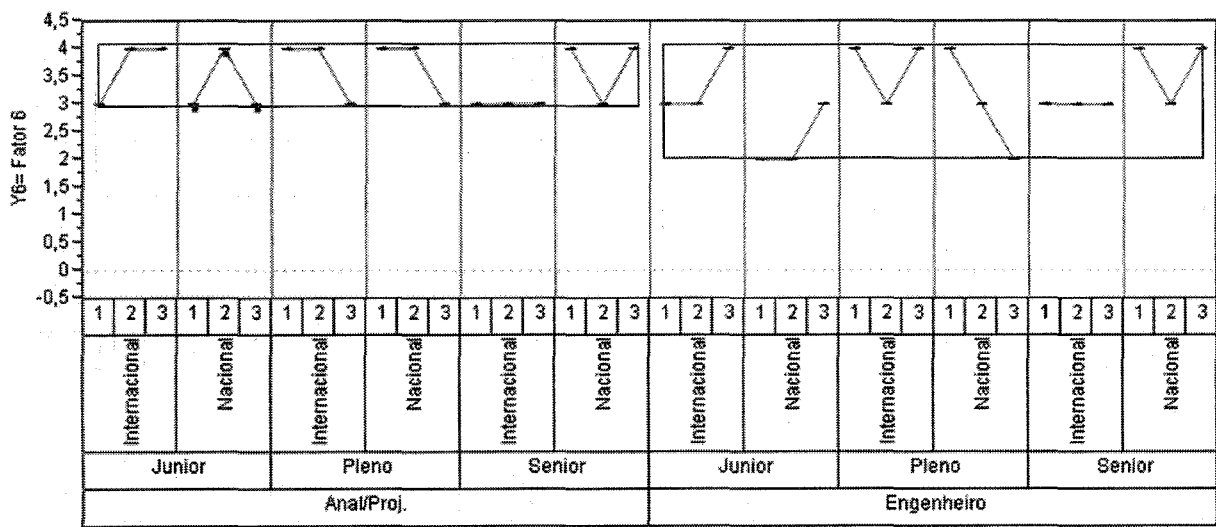 Y6= Fator 6
4,5
4
3,5
3
2,5
2
1,5
1
0,5
0
-0,5
1 2 3 1 2 3 1 2 3 1 2 3 1 2 3 1 2 3 1 2 3 1 2 3 1 2 3 1 2 3 1 2 3 1 2 3
Internacional Nacional Internacional Nacional Internacional Nacional Internacional Nacional Internacional Nacional Internacional Nacional
Junior Pleno Senior Junior Pleno Senior
Anal/Proj. Engenheiro